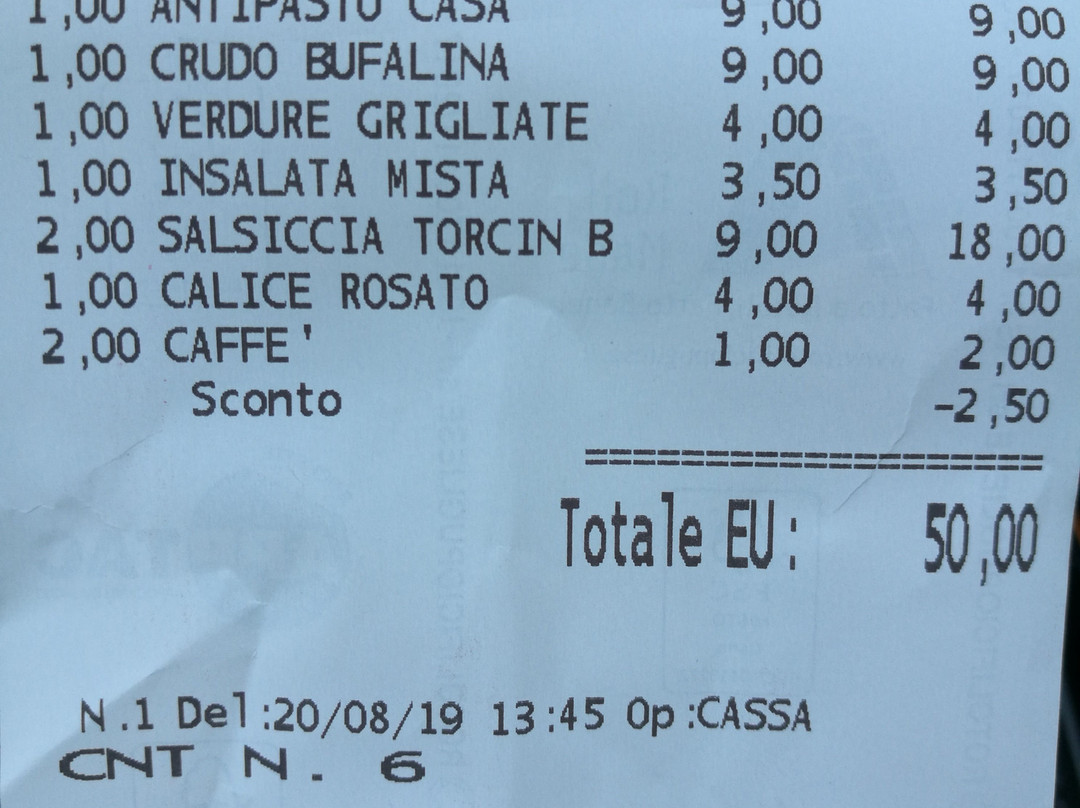 1,00 ANTIPASTO CASA 9,00 9,00
1,00 CRUDO BUFALINA 9,00 9,00
1,00 VERDURE GRIGLIATE 4,00 4,00
1,00 INSALATA MISTA 3,50 3,50
2,00 SALSICCIA TORCIN B 9,00 18,00
1,00 CALICE ROSATO 4,00 4,00
2,00 CAFFE' 1,00 2,00
Sconto -2,50
===================
Totale EU: 50,00
N.1 Del:20/08/19 13:45 Op:CASSA
CNT N. 6